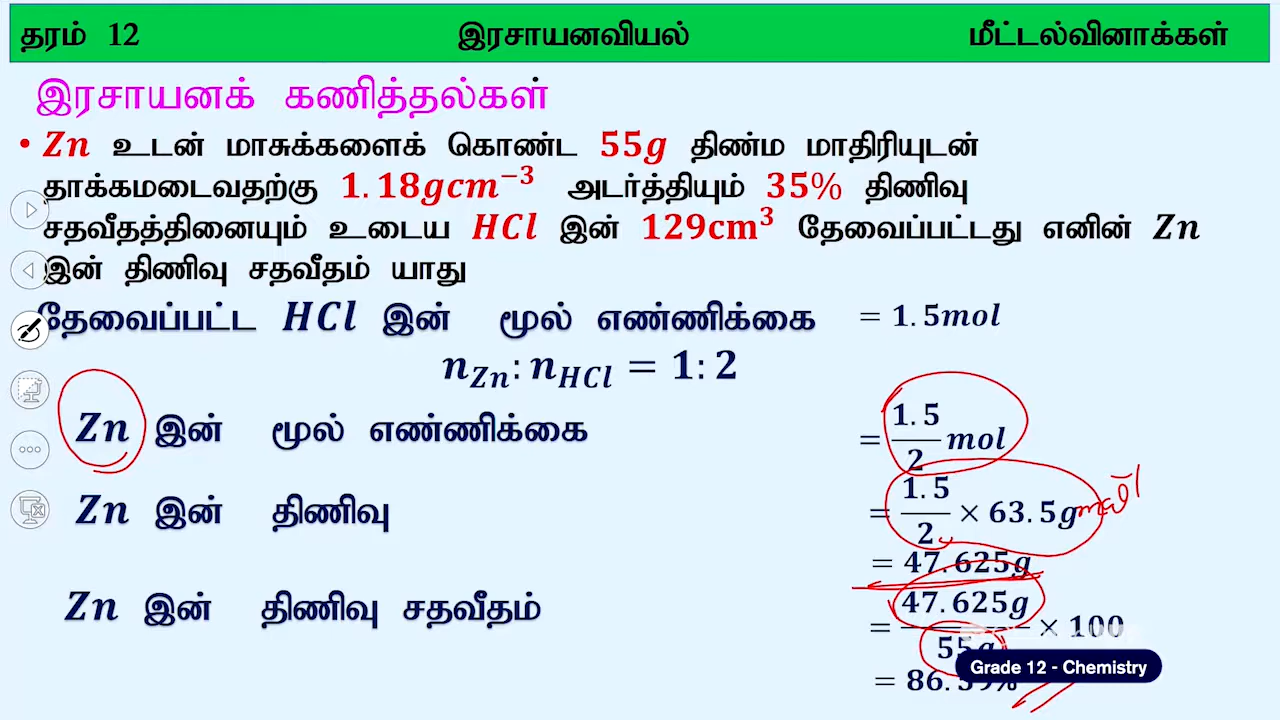 தரம் 12 இரசாயனவியல் மீட்டல்வினாக்கள்
இரசாயனக் கணித்தல்கள்
• Zn உடன் மாசுக்களைக் கொண்ட 55g திண்ம மாதிரியுடன்
தாக்கமடைவதற்கு 1.18gcm⁻³ அடர்த்தியும் 35% திணிவு
சதவீதத்தினையும் உடைய HCl இன் 129cm³ தேவைப்பட்டது எனின் Zn
இன் திணிவு சதவீதம் யாது
தேவைப்பட்ட HCl இன் மூல் எண்ணிக்கை = 1.5mol
n_Zn : n_HCl = 1: 2
Zn இன் மூல் எண்ணிக்கை = 1.5/2 mol
Zn இன் திணிவு = 1.5/2 × 63.5g
= 47.625g
Zn இன் திணிவு சதவீதம் = 47.625g/55g × 100
Grade 12 - Chemistry